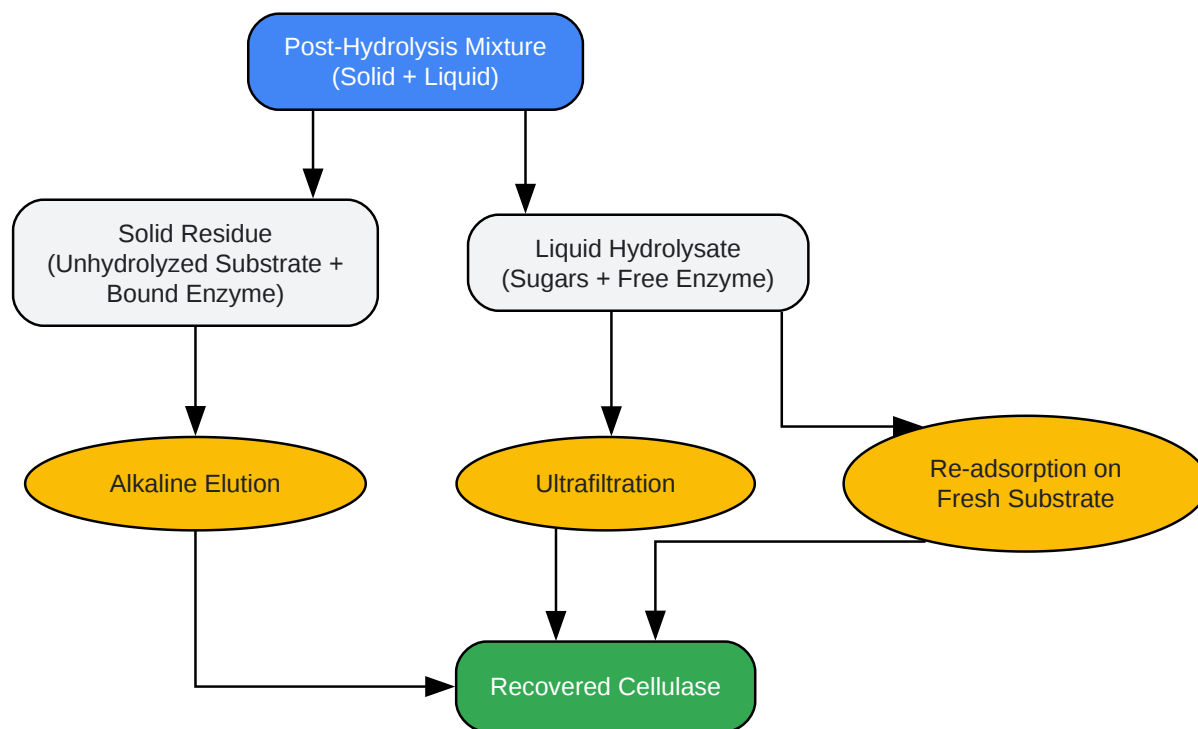 Post-Hydrolysis Mixture
(Solid + Liquid)
Solid Residue
(Unhydrolyzed Substrate +
Bound Enzyme)
Liquid Hydrolysate
(Sugars + Free Enzyme)
Alkaline Elution
Ultrafiltration
Re-adsorption on
Fresh Substrate
Recovered Cellulase